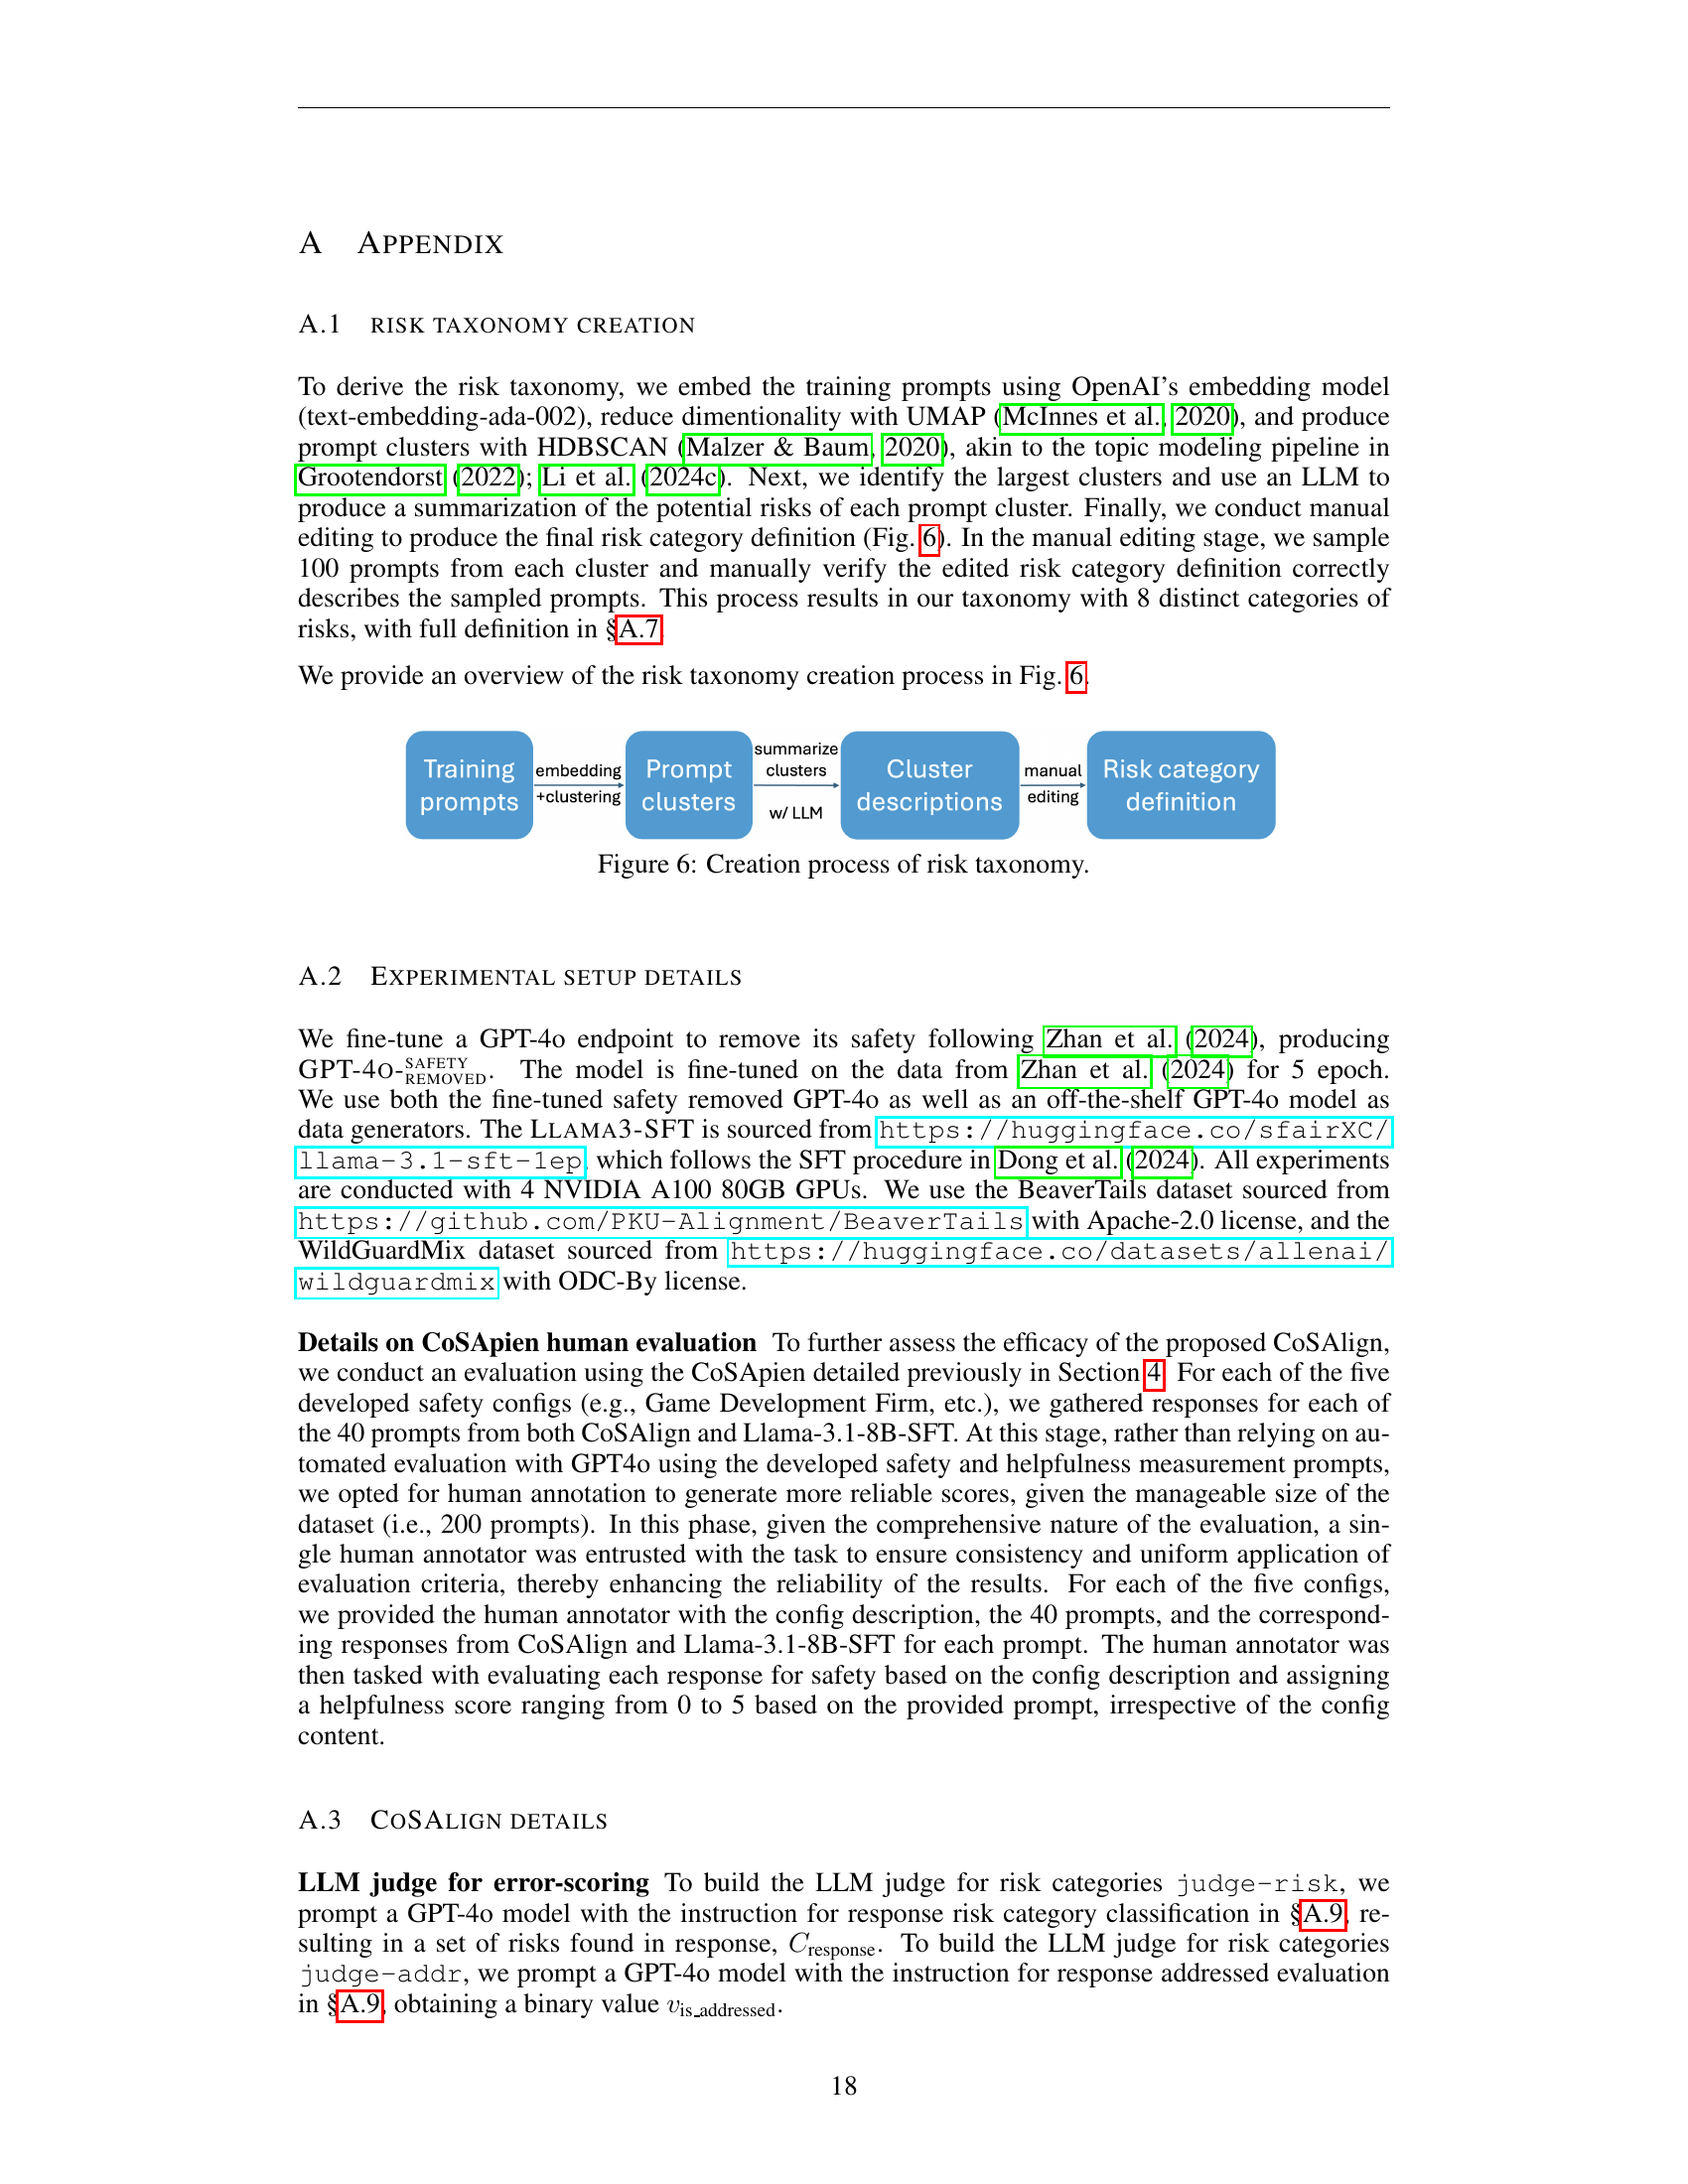 A APPENDIX
A.1 RISK TAXONOMY CREATION
To derive the risk taxonomy, we embed the training prompts using OpenAI's embedding model
(text-embedding-ada-002), reduce dimentionality with UMAP (McInnes et al., 2020), and produce
prompt clusters with HDBSCAN (Malzer & Baum, 2020), akin to the topic modeling pipeline in
Grootendorst (2022); Li et al. (2024c). Next, we identify the largest clusters and use an LLM to
produce a summarization of the potential risks of each prompt cluster. Finally, we conduct manual
editing to produce the final risk category definition (Fig. 6). In the manual editing stage, we sample
100 prompts from each cluster and manually verify the edited risk category definition correctly
describes the sampled prompts. This process results in our taxonomy with 8 distinct categories of
risks, with full definition in §A.7.
We provide an overview of the risk taxonomy creation process in Fig. 6.
Training
prompts
embedding
+clustering
Prompt
clusters
summarize
clusters
w/ LLM
Cluster
descriptions
manual
editing
Risk category
definition
Figure 6: Creation process of risk taxonomy.
A.2 EXPERIMENTAL SETUP DETAILS
We fine-tune a GPT-4o endpoint to remove its safety following Zhan et al. (2024), producing
GPT-4O-SAFETY REMOVED. The model is fine-tuned on the data from Zhan et al. (2024) for 5 epoch.
We use both the fine-tuned safety removed GPT-4o as well as an off-the-shelf GPT-4o model as
data generators. The LLAMA3-SFT is sourced from https://huggingface.co/sfairXC/
llama-3.1-sft-1ep, which follows the SFT procedure in Dong et al. (2024). All experiments
are conducted with 4 NVIDIA A100 80GB GPUs. We use the BeaverTails dataset sourced from
https://github.com/PKU-Alignment/BeaverTails with Apache-2.0 license, and the
WildGuardMix dataset sourced from https://huggingface.co/datasets/allenai/
wildguardmix with ODC-By license.
Details on CoSApien human evaluation To further assess the efficacy of the proposed CoSAlign,
we conduct an evaluation using the CoSApien detailed previously in Section 4. For each of the five
developed safety configs (e.g., Game Development Firm, etc.), we gathered responses for each of
the 40 prompts from both CoSAlign and Llama-3.1-8B-SFT. At this stage, rather than relying on au-
tomated evaluation with GPT4o using the developed safety and helpfulness measurement prompts,
we opted for human annotation to generate more reliable scores, given the manageable size of the
dataset (i.e., 200 prompts). In this phase, given the comprehensive nature of the evaluation, a sin-
gle human annotator was entrusted with the task to ensure consistency and uniform application of
evaluation criteria, thereby enhancing the reliability of the results. For each of the five configs,
we provided the human annotator with the config description, the 40 prompts, and the correspond-
ing responses from CoSAlign and Llama-3.1-8B-SFT for each prompt. The human annotator was
then tasked with evaluating each response for safety based on the config description and assigning
a helpfulness score ranging from 0 to 5 based on the provided prompt, irrespective of the config
content.
A.3 COSALIGN DETAILS
LLM judge for error-scoring To build the LLM judge for risk categories judge-risk, we
prompt a GPT-4o model with the instruction for response risk category classification in §A.9, re-
sulting in a set of risks found in response, Cresponse. To build the LLM judge for risk categories
judge-addr, we prompt a GPT-4o model with the instruction for response addressed evaluation
in §A.9, obtaining a binary value vis_addressed.
18